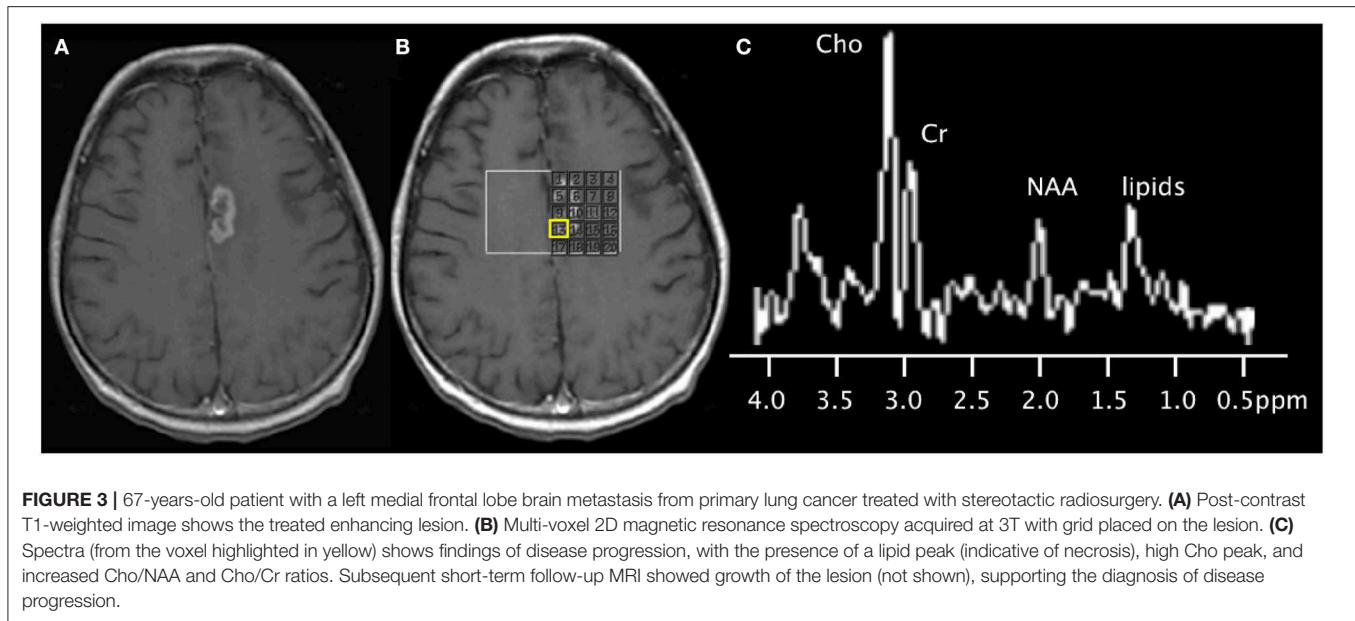 A
B
C
Cho
Cr
NAA
lipids
1 2 3 4
5 6 7 8
9 10 11 12
13 14 15 16
17 18 19 20
4.0 3.5 3.0 2.5 2.0 1.5 1.0 0.5ppm
FIGURE 3 | 67-years-old patient with a left medial frontal lobe brain metastasis from primary lung cancer treated with stereotactic radiosurgery. (A) Post-contrast
T1-weighted image shows the treated enhancing lesion. (B) Multi-voxel 2D magnetic resonance spectroscopy acquired at 3T with grid placed on the lesion. (C)
Spectra (from the voxel highlighted in yellow) shows findings of disease progression, with the presence of a lipid peak (indicative of necrosis), high Cho peak, and
increased Cho/NAA and Cho/Cr ratios. Subsequent short-term follow-up MRI showed growth of the lesion (not shown), supporting the diagnosis of disease
progression.